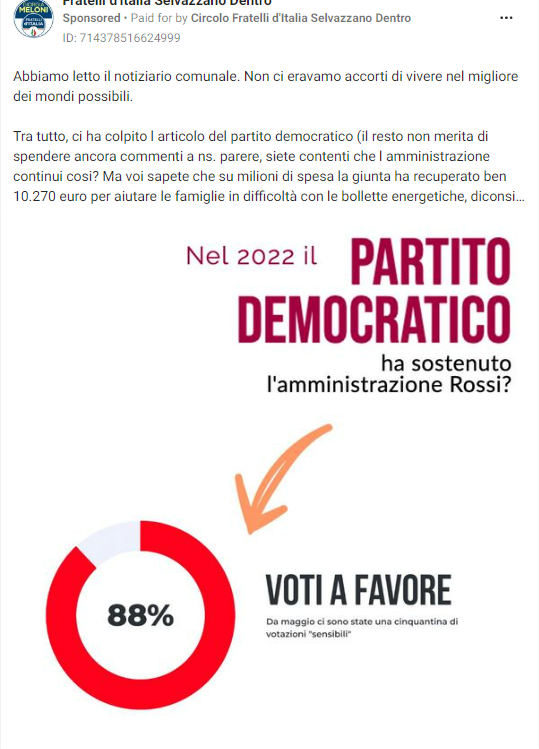 Fratelli d'Italia Selvazzano Dentro
Sponsored • Paid for by Circolo Fratelli d'Italia Selvazzano Dentro
ID: 714378516624999
GIORGIA
MELONI
FRATELLI
d'ITALIA
Abbiamo letto il notiziario comunale. Non ci eravamo accorti di vivere nel migliore
dei mondi possibili.
Tra tutto, ci ha colpito l articolo del partito democratico (il resto non merita di
spendere ancora commenti a ns. parere, siete contenti che l amministrazione
continui cosi? Ma voi sapete che su milioni di spesa la giunta ha recuperato ben
10.270 euro per aiutare le famiglie in difficoltà con le bollette energetiche, diconsi...
Nel 2022 il PARTITO
DEMOCRATICO
ha sostenuto
l'amministrazione Rossi?
88%
VOTI A FAVORE
Da maggio ci sono state una cinquantina di
votazioni "sensibili"